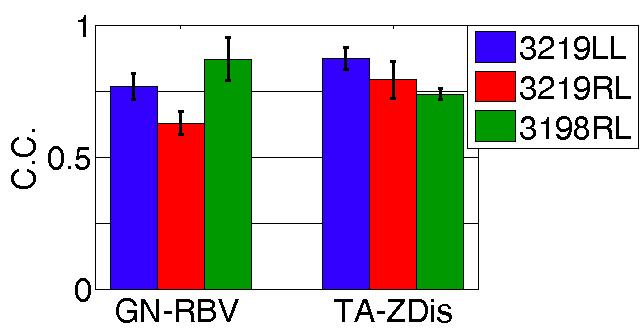 1
3219LL
3219RL
3198RL
C.C.
0.5
0
GN-RBV TA-ZDis